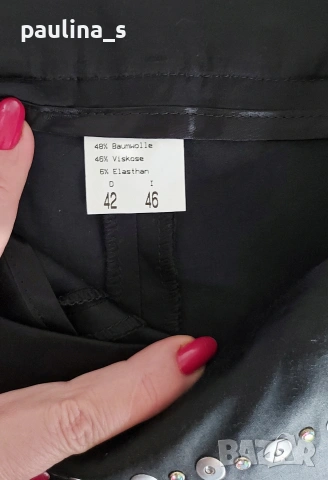 paulina_s
48% Baumwolle
46% Viskose
6% Elasthan
D I
42 46
BAZAR